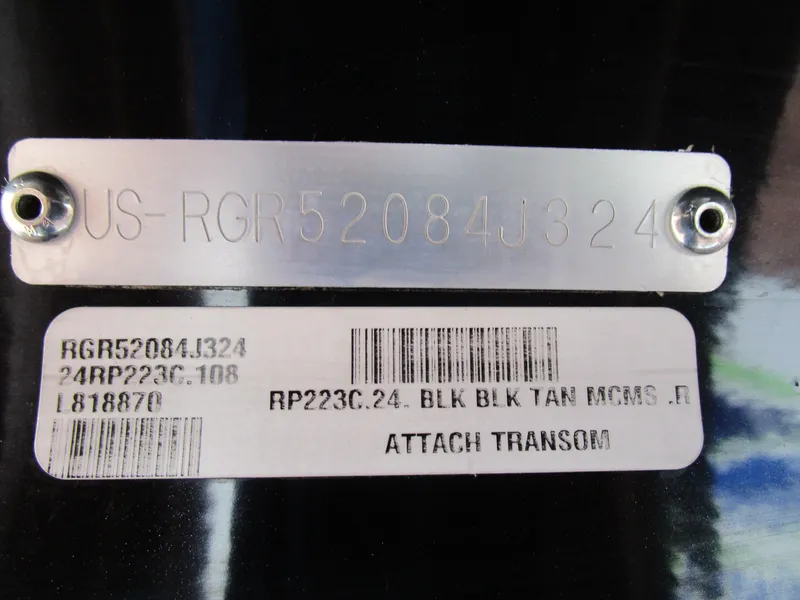 US-RGR52084J324
RGR52084J324
24RP223C.108
L818870
RP223C.24. BLK BLK TAN MCMS .R
ATTACH TRANSOM